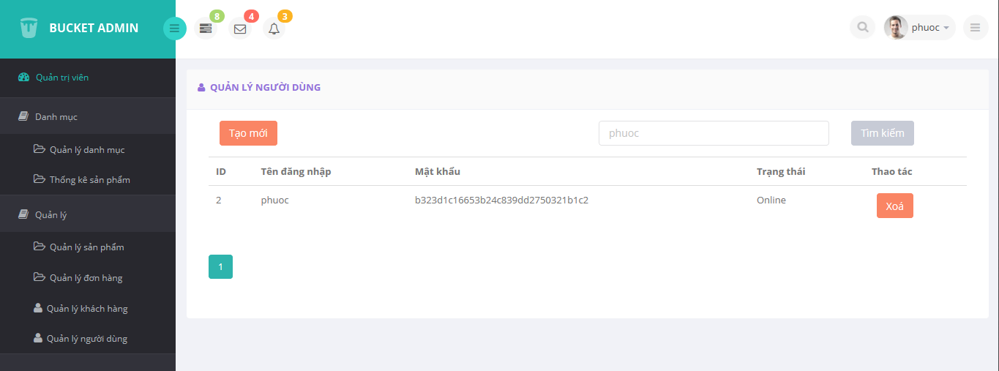 BUCKET ADMIN
8
4
3
phuoc
Quản trị viên
Danh mục
Quản lý danh mục
Thống kê sản phẩm
Quản lý
Quản lý sản phẩm
Quản lý đơn hàng
Quản lý khách hàng
Quản lý người dùng
QUẢN LÝ NGƯỜI DÙNG
Tạo mới
phuoc
Tìm kiếm
ID Tên đăng nhập Mật khẩu Trạng thái Thao tác
2 phuoc b323d1c16653b24c839dd2750321b1c2 Online Xoá
1